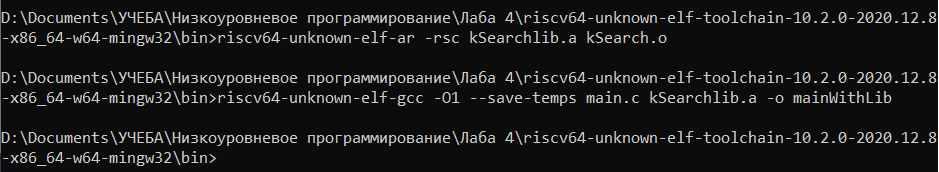 D:\Documents\УЧЕБА\Низкоуровневое программирование\Лаба 4\riscv64-unknown-elf-toolchain-10.2.0-2020.12.8
-x86_64-w64-mingw32\bin>riscv64-unknown-elf-ar -rsc kSearchlib.a kSearch.o
D:\Documents\УЧЕБА\Низкоуровневое программирование\Лаба 4\riscv64-unknown-elf-toolchain-10.2.0-2020.12.8
-x86_64-w64-mingw32\bin>riscv64-unknown-elf-gcc -O1 --save-temps main.c kSearchlib.a -o mainWithLib
D:\Documents\УЧЕБА\Низкоуровневое программирование\Лаба 4\riscv64-unknown-elf-toolchain-10.2.0-2020.12.8
-x86_64-w64-mingw32\bin>